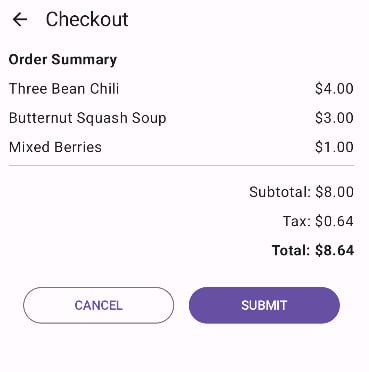 Checkout
Order Summary
Three Bean Chili $4.00
Butternut Squash Soup $3.00
Mixed Berries $1.00
Subtotal: $8.00
Tax: $0.64
Total: $8.64
CANCEL SUBMIT